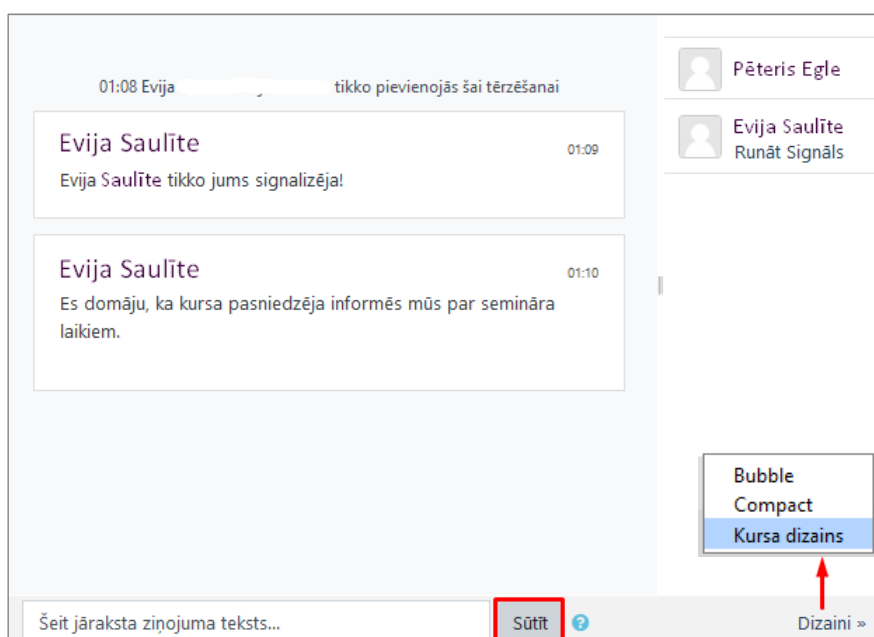 01:08 Evija tikko pievienojās šai tērzēšanai
Evija Saulīte
01:09
Evija Saulīte tikko jums signalizēja!
Evija Saulīte
01:10
Es domāju, ka kursa pasniedzēja informēs mūs par semināra
laikiem.
Pēteris Egle
Evija Saulīte
Runāt Signāls
Bubble
Compact
Kursa dizains
Šeit jāraksta ziņojuma teksts...
Sūtīt
?
Dizaini »